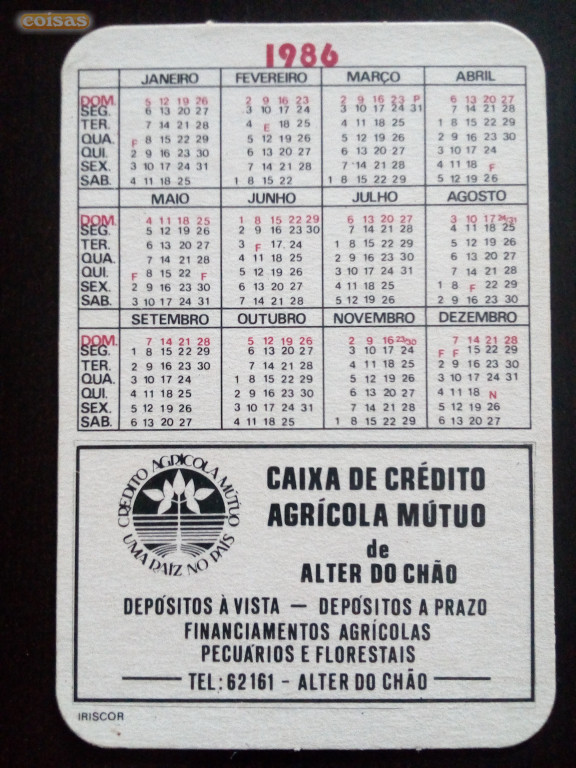 coisas
1986
JANEIRO FEVEREIRO MARÇO ABRIL
DOM. 5 12 19 26 2 9 16 23 2 9 16 23 P 6 13 20 27
SEG. 6 13 20 27 3 10 17 24 3 10 17 24 31 7 14 21 28
TER. 7 14 21 28 4 E 18 25 4 11 18 25 1 8 15 22 29
QUA. F 8 15 22 29 5 12 19 26 5 12 19 26 2 9 16 23 30
QUI. 2 9 16 23 30 6 13 20 27 6 13 20 27 3 10 17 24
SEX. 3 10 17 24 31 7 14 21 28 7 14 21 28 4 11 18 F
SAB. 4 11 18 25 1 8 15 22 1 8 15 22 29 5 12 19 26
MAIO JUNHO JULHO AGOSTO
DOM. 4 11 18 25 1 8 15 22 29 6 13 20 27 3 10 17 24/31
SEG. 5 12 19 26 2 9 16 23 30 7 14 21 28 4 11 18 25
TER. 6 13 20 27 3 F 17 24 1 8 15 22 29 5 12 19 26
QUA. 7 14 21 28 4 11 18 25 2 9 16 23 30 6 13 20 27
QUI. F 8 15 22 F 5 12 19 26 3 10 17 24 31 7 14 21 28
SEX. 2 9 16 23 30 6 13 20 27 4 11 18 25 1 8 F 22 29
SAB. 3 10 17 24 31 7 14 21 28 5 12 19 26 2 9 16 23 30
SETEMBRO OUTUBRO NOVEMBRO DEZEMBRO
DOM. 7 14 21 28 5 12 19 26 2 9 16 23/30 7 14 21 28
SEG. 1 8 15 22 29 6 13 20 27 3 10 17 24 F F 15 22 29
TER. 2 9 16 23 30 7 14 21 28 4 11 18 25 2 9 16 23 30
QUA. 3 10 17 24 1 8 15 22 29 5 12 19 26 3 10 17 24 31
QUI. 4 11 18 25 2 9 16 23 30 6 13 20 27 4 11 18 N
SEX. 5 12 19 26 3 10 17 24 31 7 14 21 28 5 12 19 26
SAB. 6 13 20 27 4 11 18 25 1 8 15 22 29 6 13 20 27
CREDITO AGRICOLA MÚTUO
UMA RAÍZ NO PAÍS
CAIXA DE CRÉDITO
AGRÍCOLA MÚTUO
de
ALTER DO CHÃO
DEPÓSITOS À VISTA — DEPÓSITOS A PRAZO
FINANCIAMENTOS AGRÍCOLAS
PECUÁRIOS E FLORESTAIS
TEL: 62161 - ALTER DO CHÃO
IRISCOR